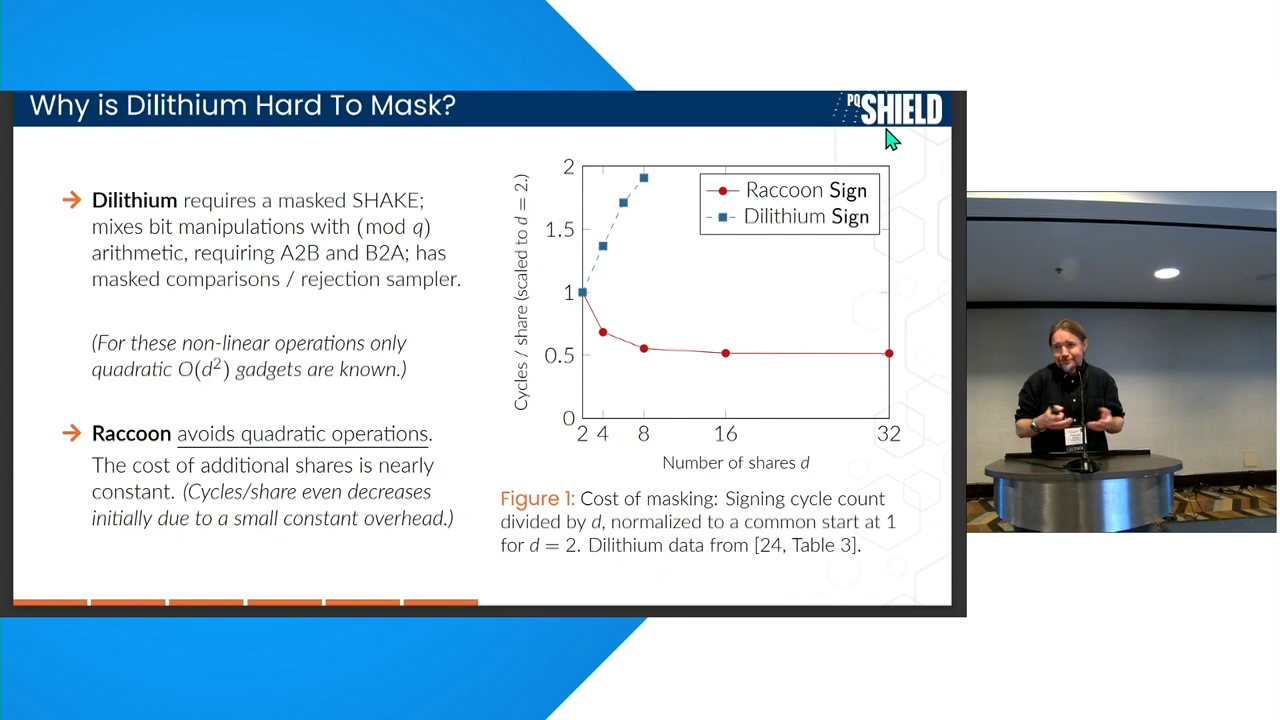 Why is Dilithium Hard To Mask?
PQSHIELD
→ Dilithium requires a masked SHAKE;
mixes bit manipulations with (mod q)
arithmetic, requiring A2B and B2A; has
masked comparisons / rejection sampler.
(For these non-linear operations only
quadratic O(d²) gadgets are known.)
→ Raccoon avoids quadratic operations.
The cost of additional shares is nearly
constant. (Cycles/share even decreases
initially due to a small constant overhead.)
Cycles / share (scaled to d = 2.)
2
1.5
1
0.5
0
Raccoon Sign
Dilithium Sign
2 4 8 16 32
Number of shares d
Figure 1: Cost of masking: Signing cycle count
divided by d, normalized to a common start at 1
for d = 2. Dilithium data from [24, Table 3].